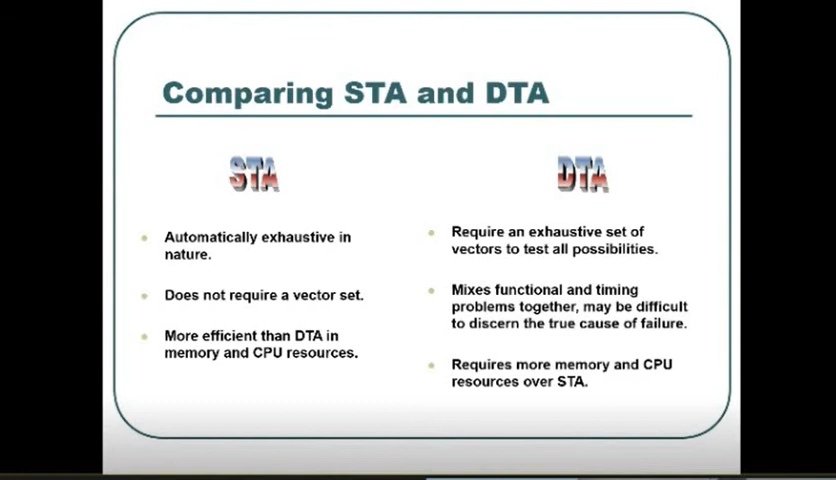 Comparing STA and DTA
STA
Automatically exhaustive in
nature.
Does not require a vector set.
More efficient than DTA in
memory and CPU resources.
DTA
Require an exhaustive set of
vectors to test all possibilities.
Mixes functional and timing
problems together, may be difficult
to discern the true cause of failure.
Requires more memory and CPU
resources over STA.